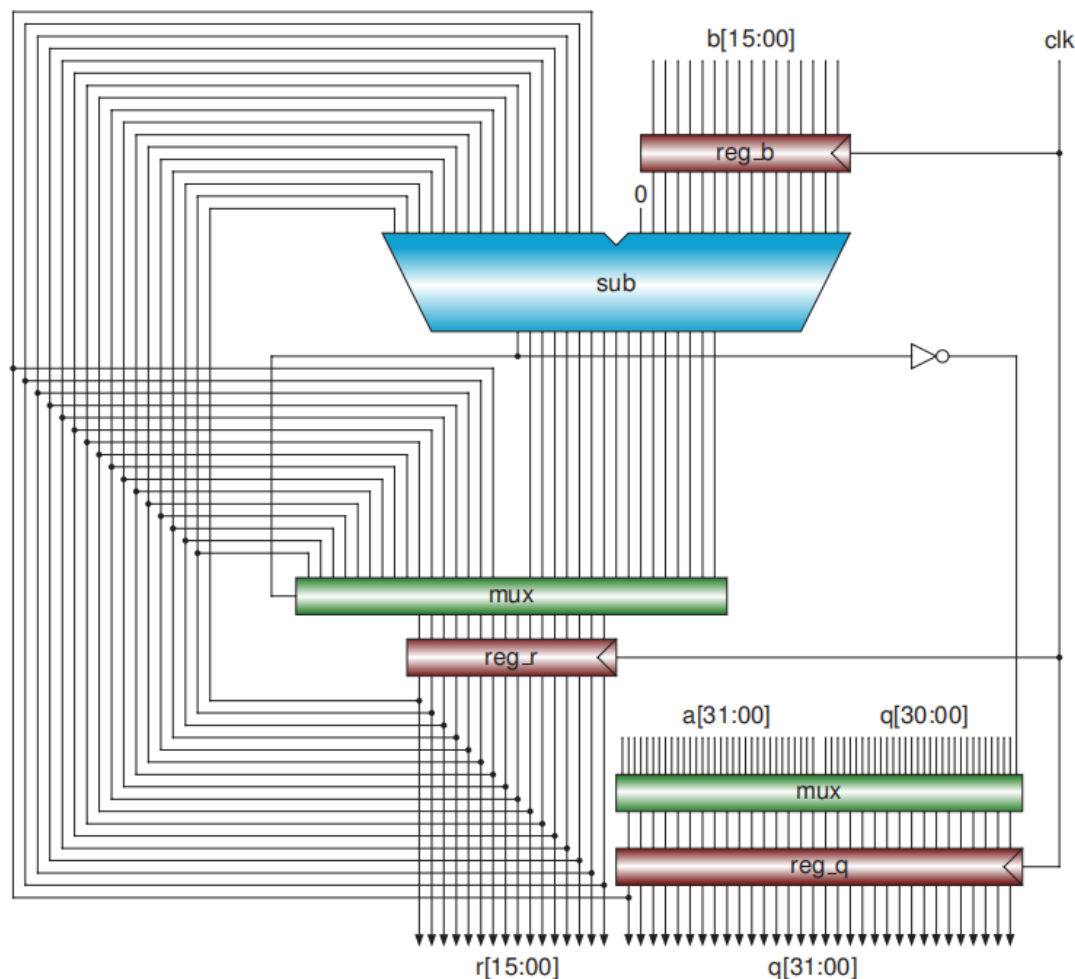 b[15:00]
clk
reg_b
0
sub
mux
reg_r
a[31:00]
q[30:00]
mux
reg_q
r[15:00]
q[31:00]